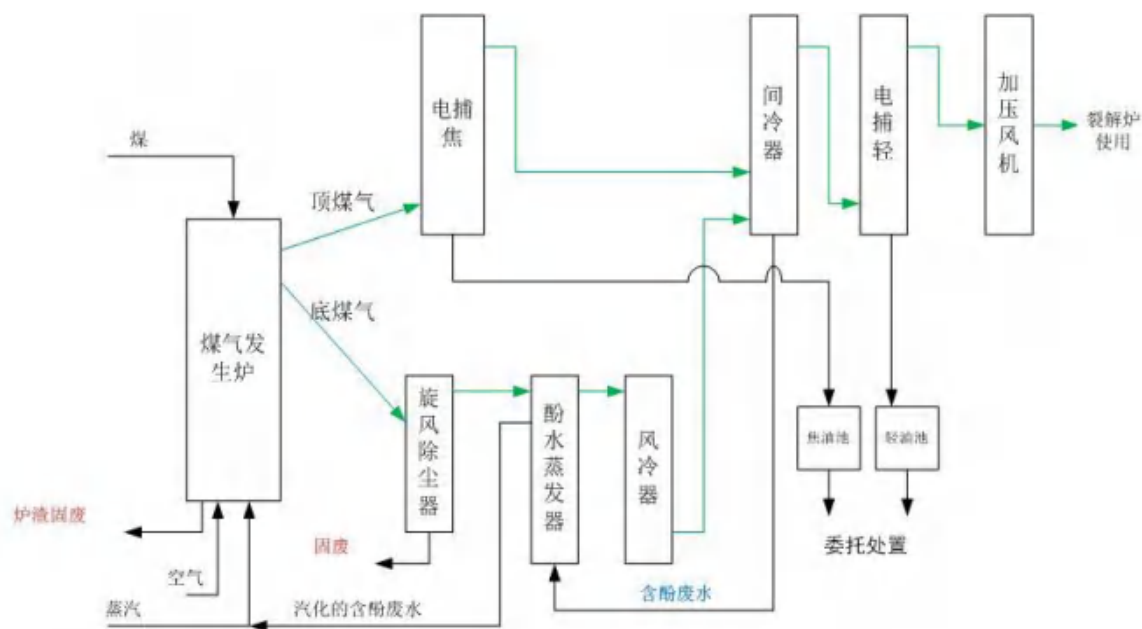 煤
电捕
焦
间
冷
器
电
捕
轻
加
压
风
机
裂解炉
使用
顶煤气
底煤气
煤气发
生炉
旋
风
除
尘
器
酚
水
蒸
发
器
风
冷
器
焦油池
轻油池
炉渣固废
固废
委托处置
空气
蒸汽
汽化的含酚废水
含酚废水